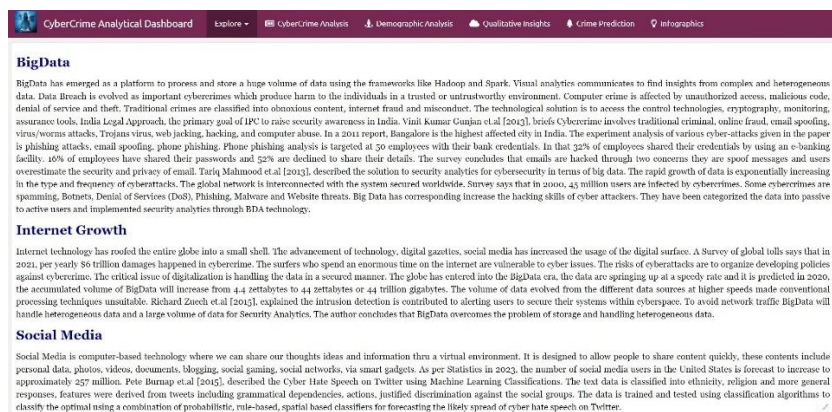 CyberCrime Analytical Dashboard Explore CyberCrime Analysis Demographic Analysis Qualitative Insights Crime Prediction Infographics
BigData
BigData has emerged as a platform to process and store a huge volume of data using the frameworks like Hadoop and Spark. Visual analytics communicates to find insights from complex and heterogeneous
data. Data Breach is evolved as important cybercrimes which produce harm to the individuals in a trusted or untrustworthy environment. Computer crime is affected by unauthorized access, malicious code,
denial of service and theft. Traditional crimes are classified into obnoxious content, internet fraud and misconduct. The technological solution is to access the control technologies, cryptography, monitoring,
assurance tools, India Legal Approach, the primary goal of IPC to raise security awareness in India. Vinit Kumar Gunjan et.al [2013], briefs Cybercrime involves traditional criminal, online fraud, email spoofing,
virus/worms attacks, Trojans virus, web jacking, hacking, and computer abuse. In a 2011 report, Bangalore is the highest affected city in India. The experiment analysis of various cyber-attacks given in the paper
is phishing attacks, email spoofing, phone phishing. Phone phishing analysis is targeted at 50 employees with their bank credentials. In that 32% of employees shared their credentials by using an e-banking
facility. 16% of employees have shared their passwords and 52% are declined to share their details. The survey concludes that emails are hacked through two concerns they are spoof messages and users
overestimate the security and privacy of email. Tariq Mahmood et.al [2013], described the solution to security analytics for cybersecurity in terms of big data. The rapid growth of data is exponentially increasing
in the type and frequency of cyberattacks. The global network is interconnected with the system secured worldwide. Survey says that in 2000, 45 million users are infected by cybercrimes. Some cybercrimes are
spamming, Botnets, Denial of Services (DoS), Phishing, Malware and Website threats. Big Data has corresponding increase the hacking skills of cyber attackers. They have been categorized the data into passive
to active users and implemented security analytics through BDA technology.
Internet Growth
Internet technology has roofed the entire globe into a small shell. The advancement of technology, digital gazettes, social media has increased the usage of the digital surface. A Survey of global tolls says that in
2021, per yearly $6 trillion damages happened in cybercrime. The surfers who spend an enormous time on the internet are vulnerable to cyber issues. The risks of cyberattacks are to organize developing policies
against cybercrime. The critical issue of digitalization is handling the data in a secured manner. The globe has entered into the BigData era, the data are springing up at a speedy rate and it is predicted in 2020,
the accumulated volume of BigData will increase from 4.4 zettabytes to 44 zettabytes or 44 trillion gigabytes. The volume of data evolved from the different data sources at higher speeds made conventional
processing techniques unsuitable. Richard Zuech et.al [2015], explained the intrusion detection is contributed to alerting users to secure their systems within cyberspace. To avoid network traffic BigData will
handle heterogeneous data and a large volume of data for Security Analytics. The author concludes that BigData overcomes the problem of storage and handling heterogeneous data.
Social Media
Social Media is computer-based technology where we can share our thoughts ideas and information thru a virtual environment. It is designed to allow people to share content quickly, these contents include
personal data, photos, videos, documents, blogging, social gaming, social networks, via smart gadgets. As per Statistics in 2023, the number of social media users in the United States is forecast to increase to
approximately 257 million. Pete Burnap et.al [2015], described the Cyber Hate Speech on Twitter using Machine Learning Classifications. The text data is classified into ethnicity, religion and more general
responses, features were derived from tweets including grammatical dependencies, actions, justified discrimination against the social groups. The data is trained and tested using classification algorithms to
classify the optimal using a combination of probabilistic, rule-based, spatial based classifiers for forecasting the likely spread of cyber hate speech on Twitter.